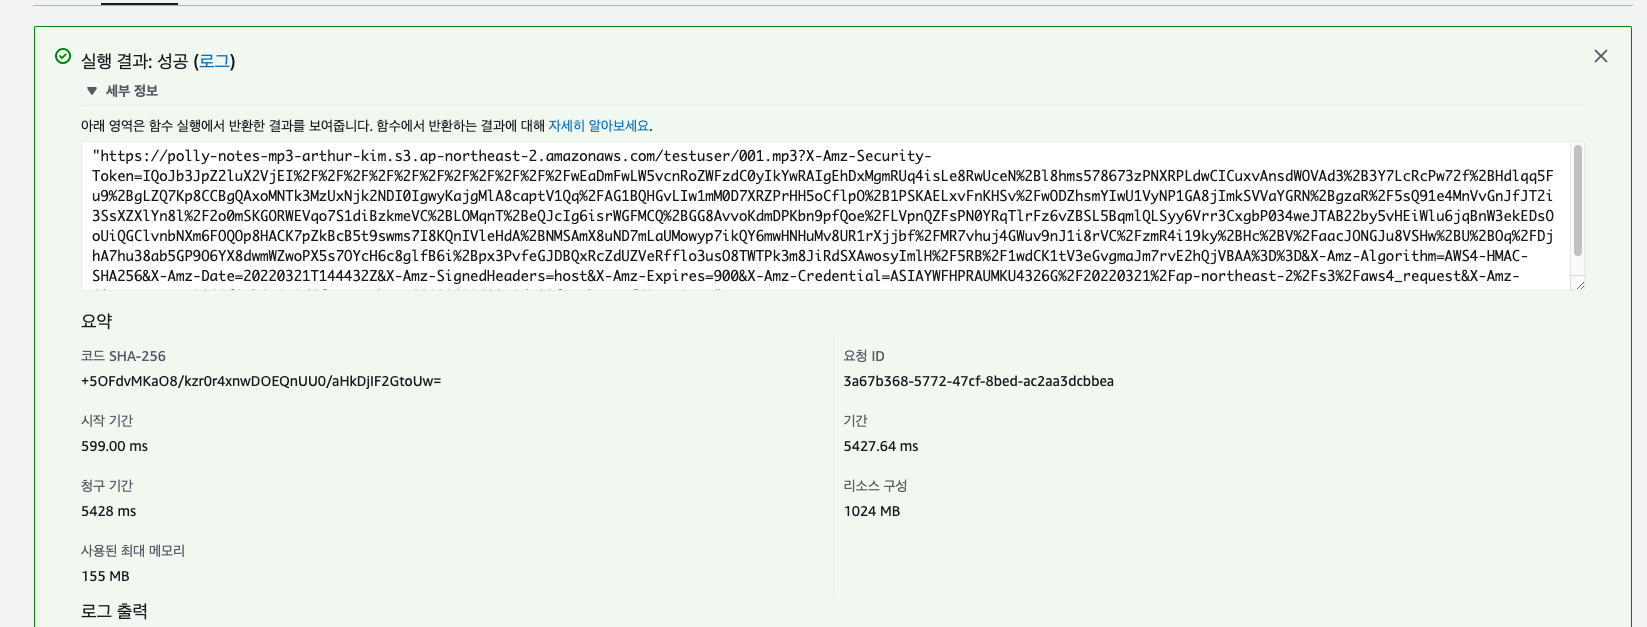 실행 결과: 성공 (로그)
▼ 세부 정보
아래 영역은 함수 실행에서 반환한 결과를 보여줍니다. 함수에서 반환하는 결과에 대해 자세히 알아보세요.
"https://polly-notes-mp3-arthur-kim.s3.ap-northeast-2.amazonaws.com/testuser/001.mp3?X-Amz-Security-
Token=IQoJb3JpZ2luX2VjEI%2F%2F%2F%2F%2F%2F%2F%2F%2F%2FwEaDmFwLW5vcnRoZWFzdC0yIkYwRAIgEhDxMgmRUq4isLe8RwUceN%2Bl8hms578673zPNXRPLdwCICuxvAnsdWOVAd3%2B3Y7LcRcPw72f%2BHdlqq5F
u9%2BgLZQ7Kp8CCBgQAxoMNTk3MzUxNjk2NDI0IgwyKajgMlA8captV1Qq%2FAG1BQHGvLIw1mM0D7XRZPrHH5oCflpO%2B1PSKAELxvFnKHSv%2FwODZhsmYIwU1VyNP1GA8jImkSVVaYGRN%2BgzaR%2F5sQ91e4MnVvGnJfJT2i
3SsXZXlYn8l%2F2o0mSKGORWEVqo7S1diBzkmeVC%2BLOMqnT%2BeQJcIg6isrWGFMCQ%2BGG8AvvoKdmDPKbn9pfQoe%2FLVpnQZFsPN0YRqTlrFz6vZBSL5BqmlQLSyy6Vrr3CxgbP034weJTAB22by5vHEiWlu6jqBnW3ekEDsO
oUiQGClvnbNXm6FOQOp8HACK7pZkBcB5t9swms7I8KQnIVleHdA%2BNMSAmX8uND7mLaUMowyp7ikQY6mwHNHuMv8UR1rXjjbf%2FMR7vhuj4GWuv9nJ1i8rVC%2FzmR4i19ky%2BHc%2BV%2FaacJONGJu8VSHw%2BU%2BOq%2FDj
hA7hu38ab5GP9O6YX8dwmWZwoPX5s7OYcH6c8glfB6i%2Bpx3PvfeGJDBQxRcZdUZVeRfflo3usO8TWTPk3m8JiRdSXAwosyImlH%2F5RB%2F1wdCK1tV3eGvgmaJm7rvE2hQjVBAA%3D%3D&X-Amz-Algorithm=AWS4-HMAC-
SHA256&X-Amz-Date=20220321T144432Z&X-Amz-SignedHeaders=host&X-Amz-Expires=900&X-Amz-Credential=ASIAYWFHPRAUMKU4326G%2F20220321%2Fap-northeast-2%2Fs3%2Faws4_request&X-Amz-
요약
코드 SHA-256
+5OFdvMKaO8/kzr0r4xnwDOEQnUU0/aHkDjIF2GtoUw=
요청 ID
3a67b368-5772-47cf-8bed-ac2aa3dcbbea
시작 기간
599.00 ms
기간
5427.64 ms
청구 기간
5428 ms
리소스 구성
1024 MB
사용된 최대 메모리
155 MB
로그 출력